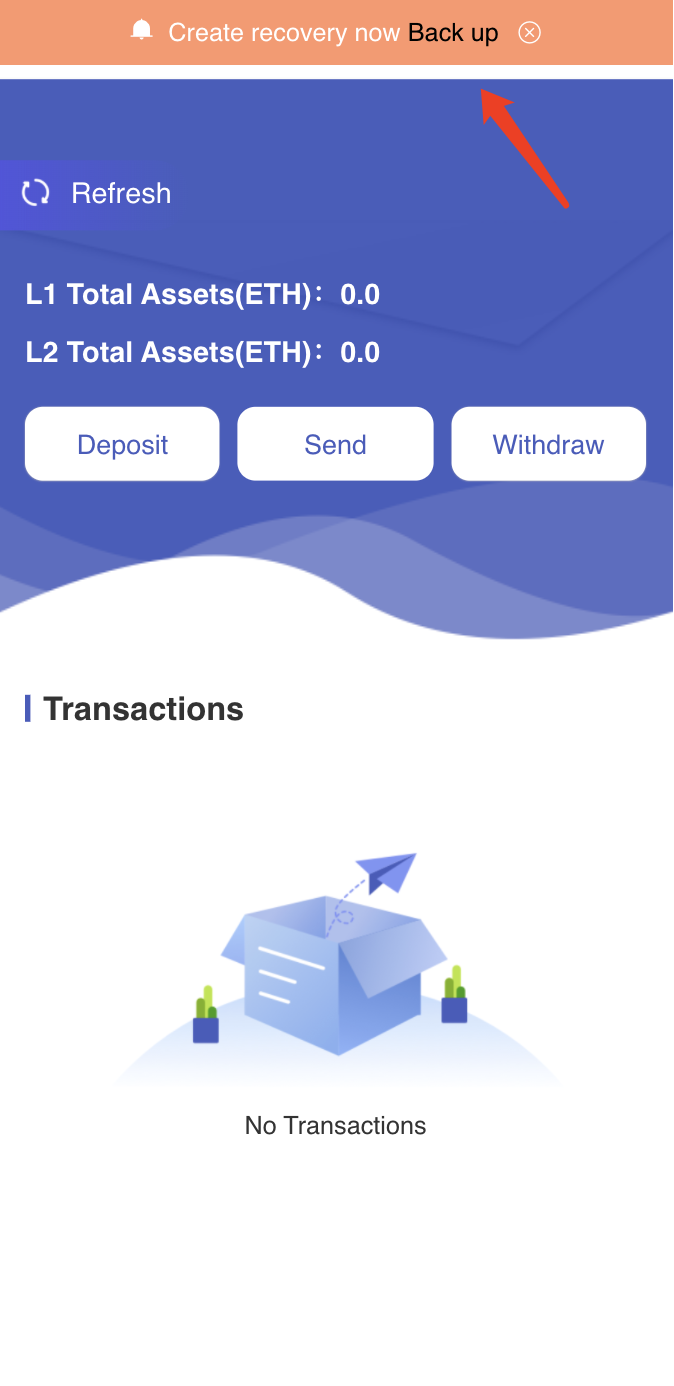 Create recovery now Back up
Refresh
L1 Total Assets(ETH)：0.0
L2 Total Assets(ETH)：0.0
Deposit Send Withdraw
Transactions
No Transactions